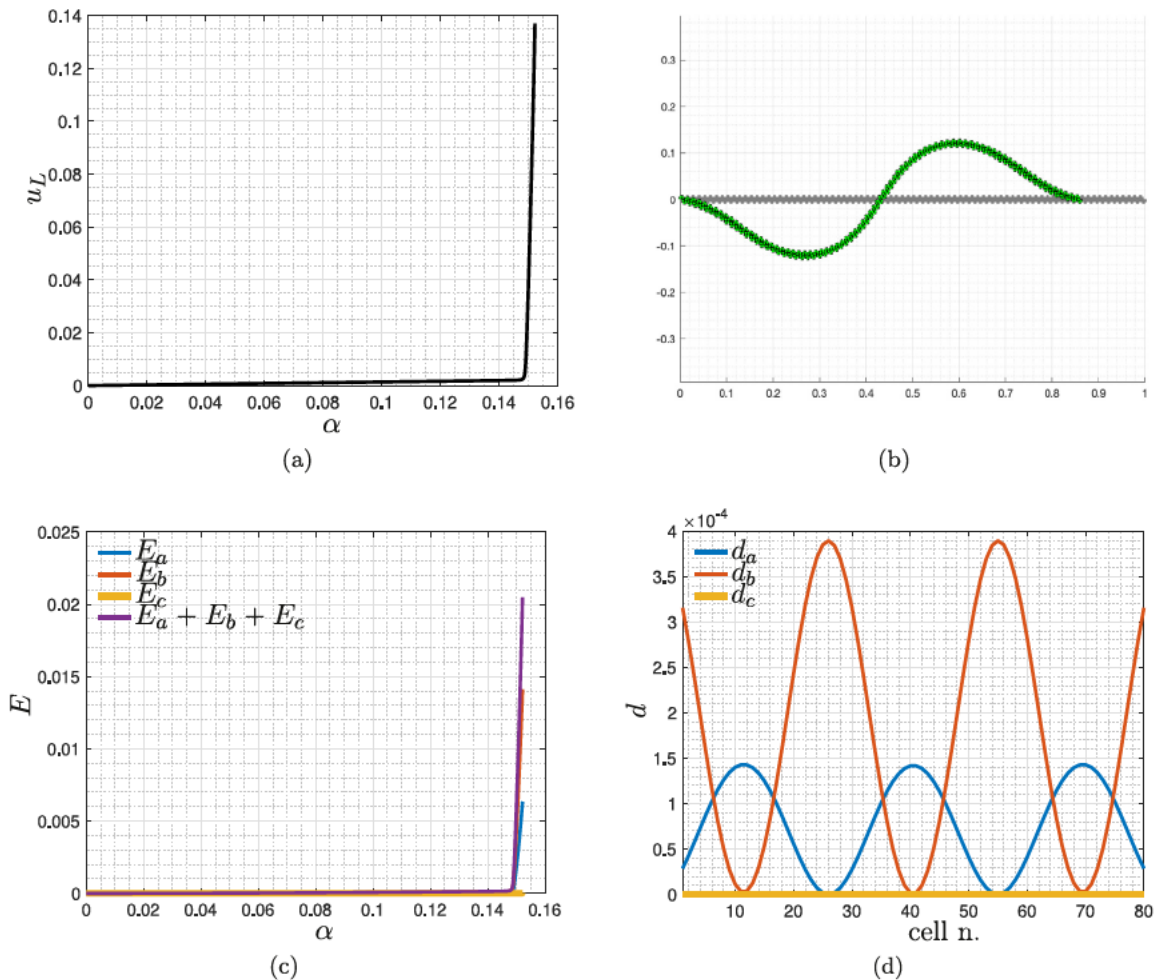 0.14
0.12
0.1
0.08
0.06
0.04
0.02
0
u_L
0 0.02 0.04 0.06 0.08 0.1 0.12 0.14 0.16
α
(a)
0.3
0.2
0.1
0
-0.1
-0.2
-0.3
0 0.1 0.2 0.3 0.4 0.5 0.6 0.7 0.8 0.9 1
(b)
0.025
0.02
0.015
0.01
0.005
0
E
E_a
E_b
E_c
E_a + E_b + E_c
0 0.02 0.04 0.06 0.08 0.1 0.12 0.14 0.16
α
(c)
×10⁻⁴
4
3.5
3
2.5
2
1.5
1
0.5
0
d
d_a
d_b
d_c
10 20 30 40 50 60 70 80
cell n.
(d)